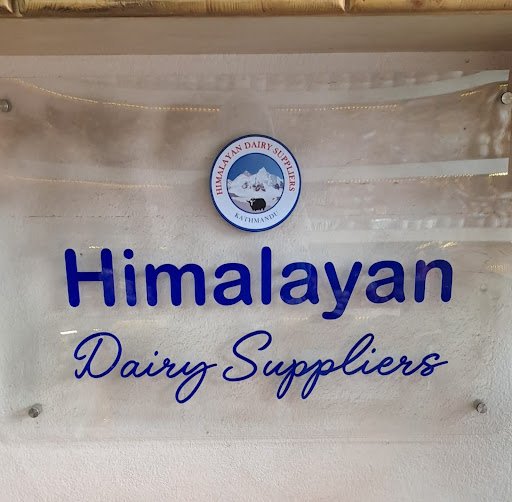 HIMALAYAN DAIRY SUPPLIERS
KATHMANDU
Himalayan
Dairy Suppliers